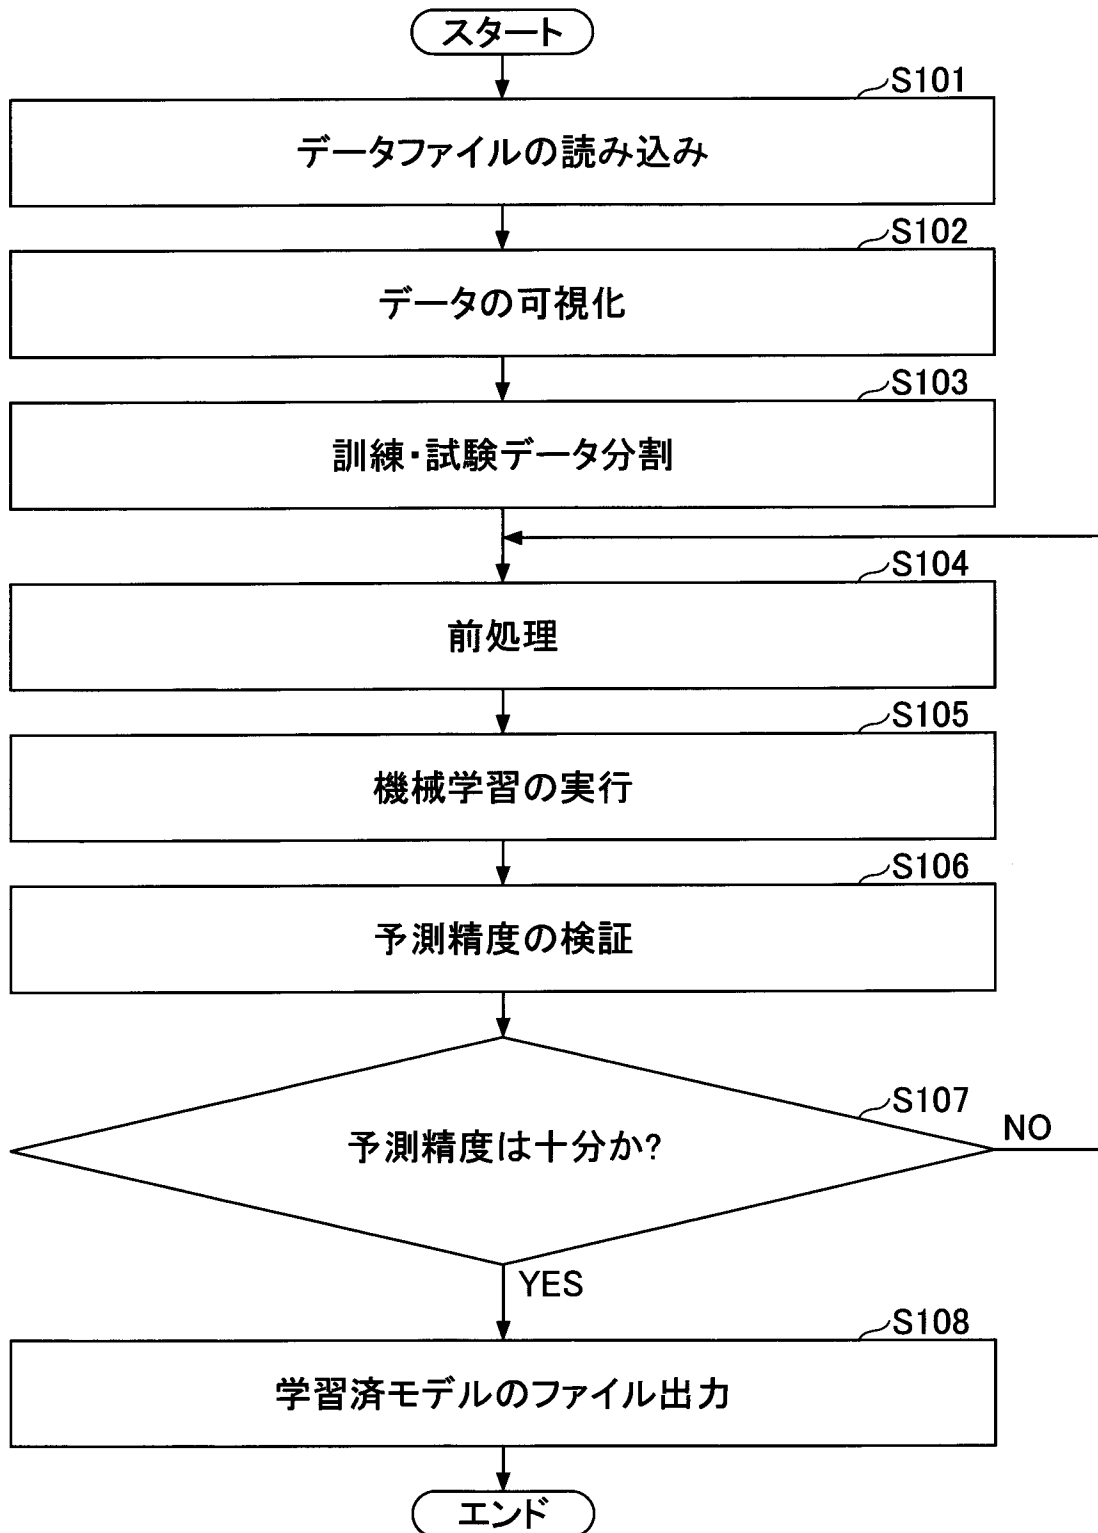 スタート
S101
データファイルの読み込み
S102
データの可視化
S103
訓練・試験データ分割
S104
前処理
S105
機械学習の実行
S106
予測精度の検証
S107
予測精度は十分か?
NO
YES
S108
学習済モデルのファイル出力
エンド